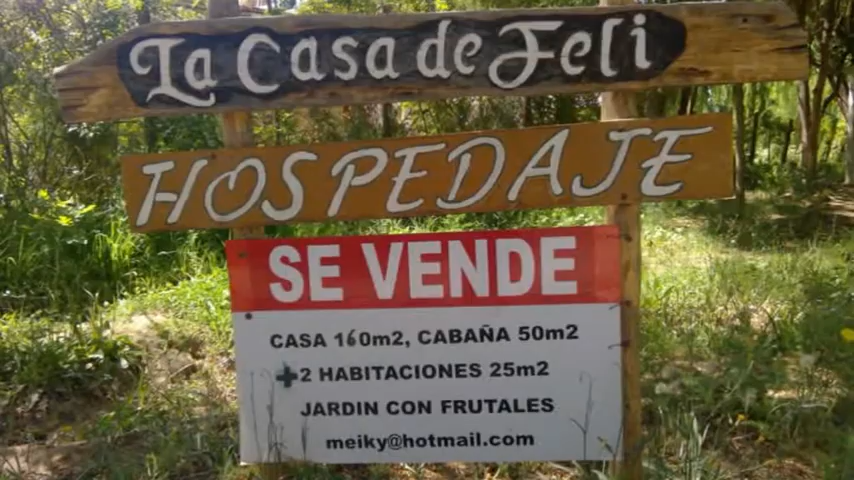 La Casa de Feli
HOSPEDAJE
SE VENDE
CASA 160m2, CABAÑA 50m2
+2 HABITACIONES 25m2
JARDIN CON FRUTALES
meiky@hotmail.com